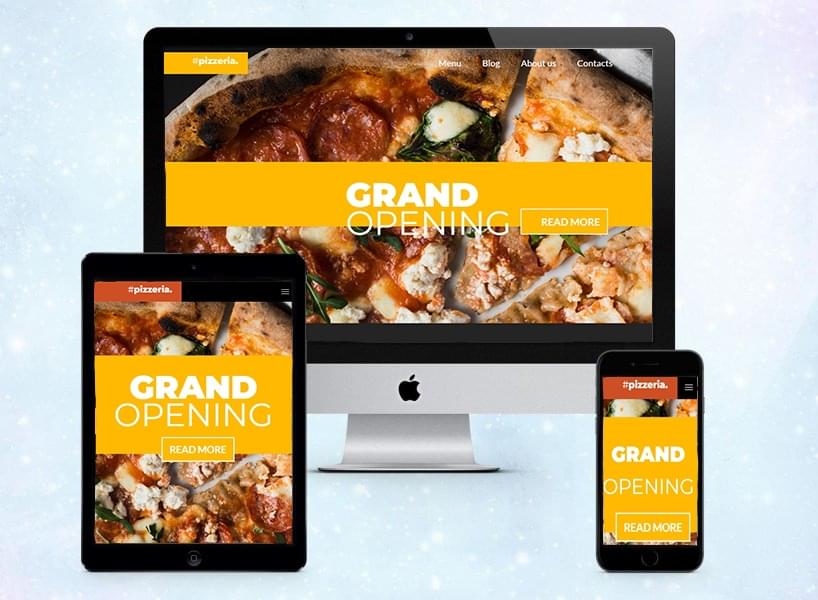 #pizzeria.
Menu Blog About us Contacts
GRAND
OPENING
READ MORE
#pizzeria.
GRAND
OPENING
READ MORE
#pizzeria.
GRAND
OPENING
READ MORE